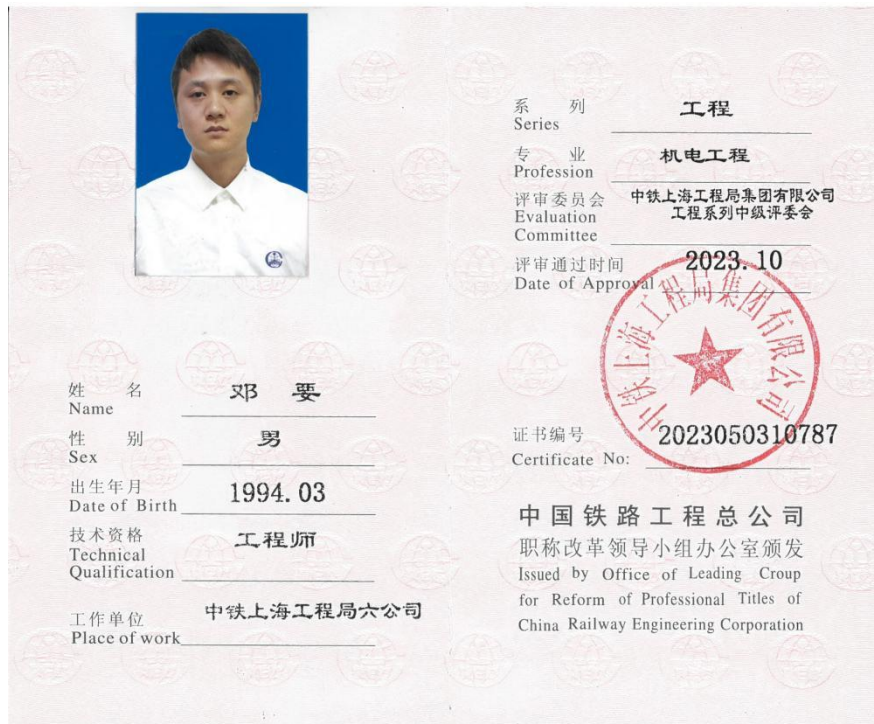 姓 名
Name
邓 要
性 别
Sex
男
出生年月
Date of Birth
1994.03
技术资格
Technical
Qualification
工程师
工作单位
Place of work
中铁上海工程局六公司
系 列
Series
工程
专 业
Profession
机电工程
评审委员会
Evaluation
Committee
中铁上海工程局集团有限公司
工程系列中级评委会
评审通过时间
Date of Approval
2023.10
中铁上海工程局集团有限公司
证书编号
Certificate No:
2023050310787
中国铁路工程总公司
职称改革领导小组办公室颁发
Issued by Office of Leading Croup
for Reform of Professional Titles of
China Railway Engineering Corporation